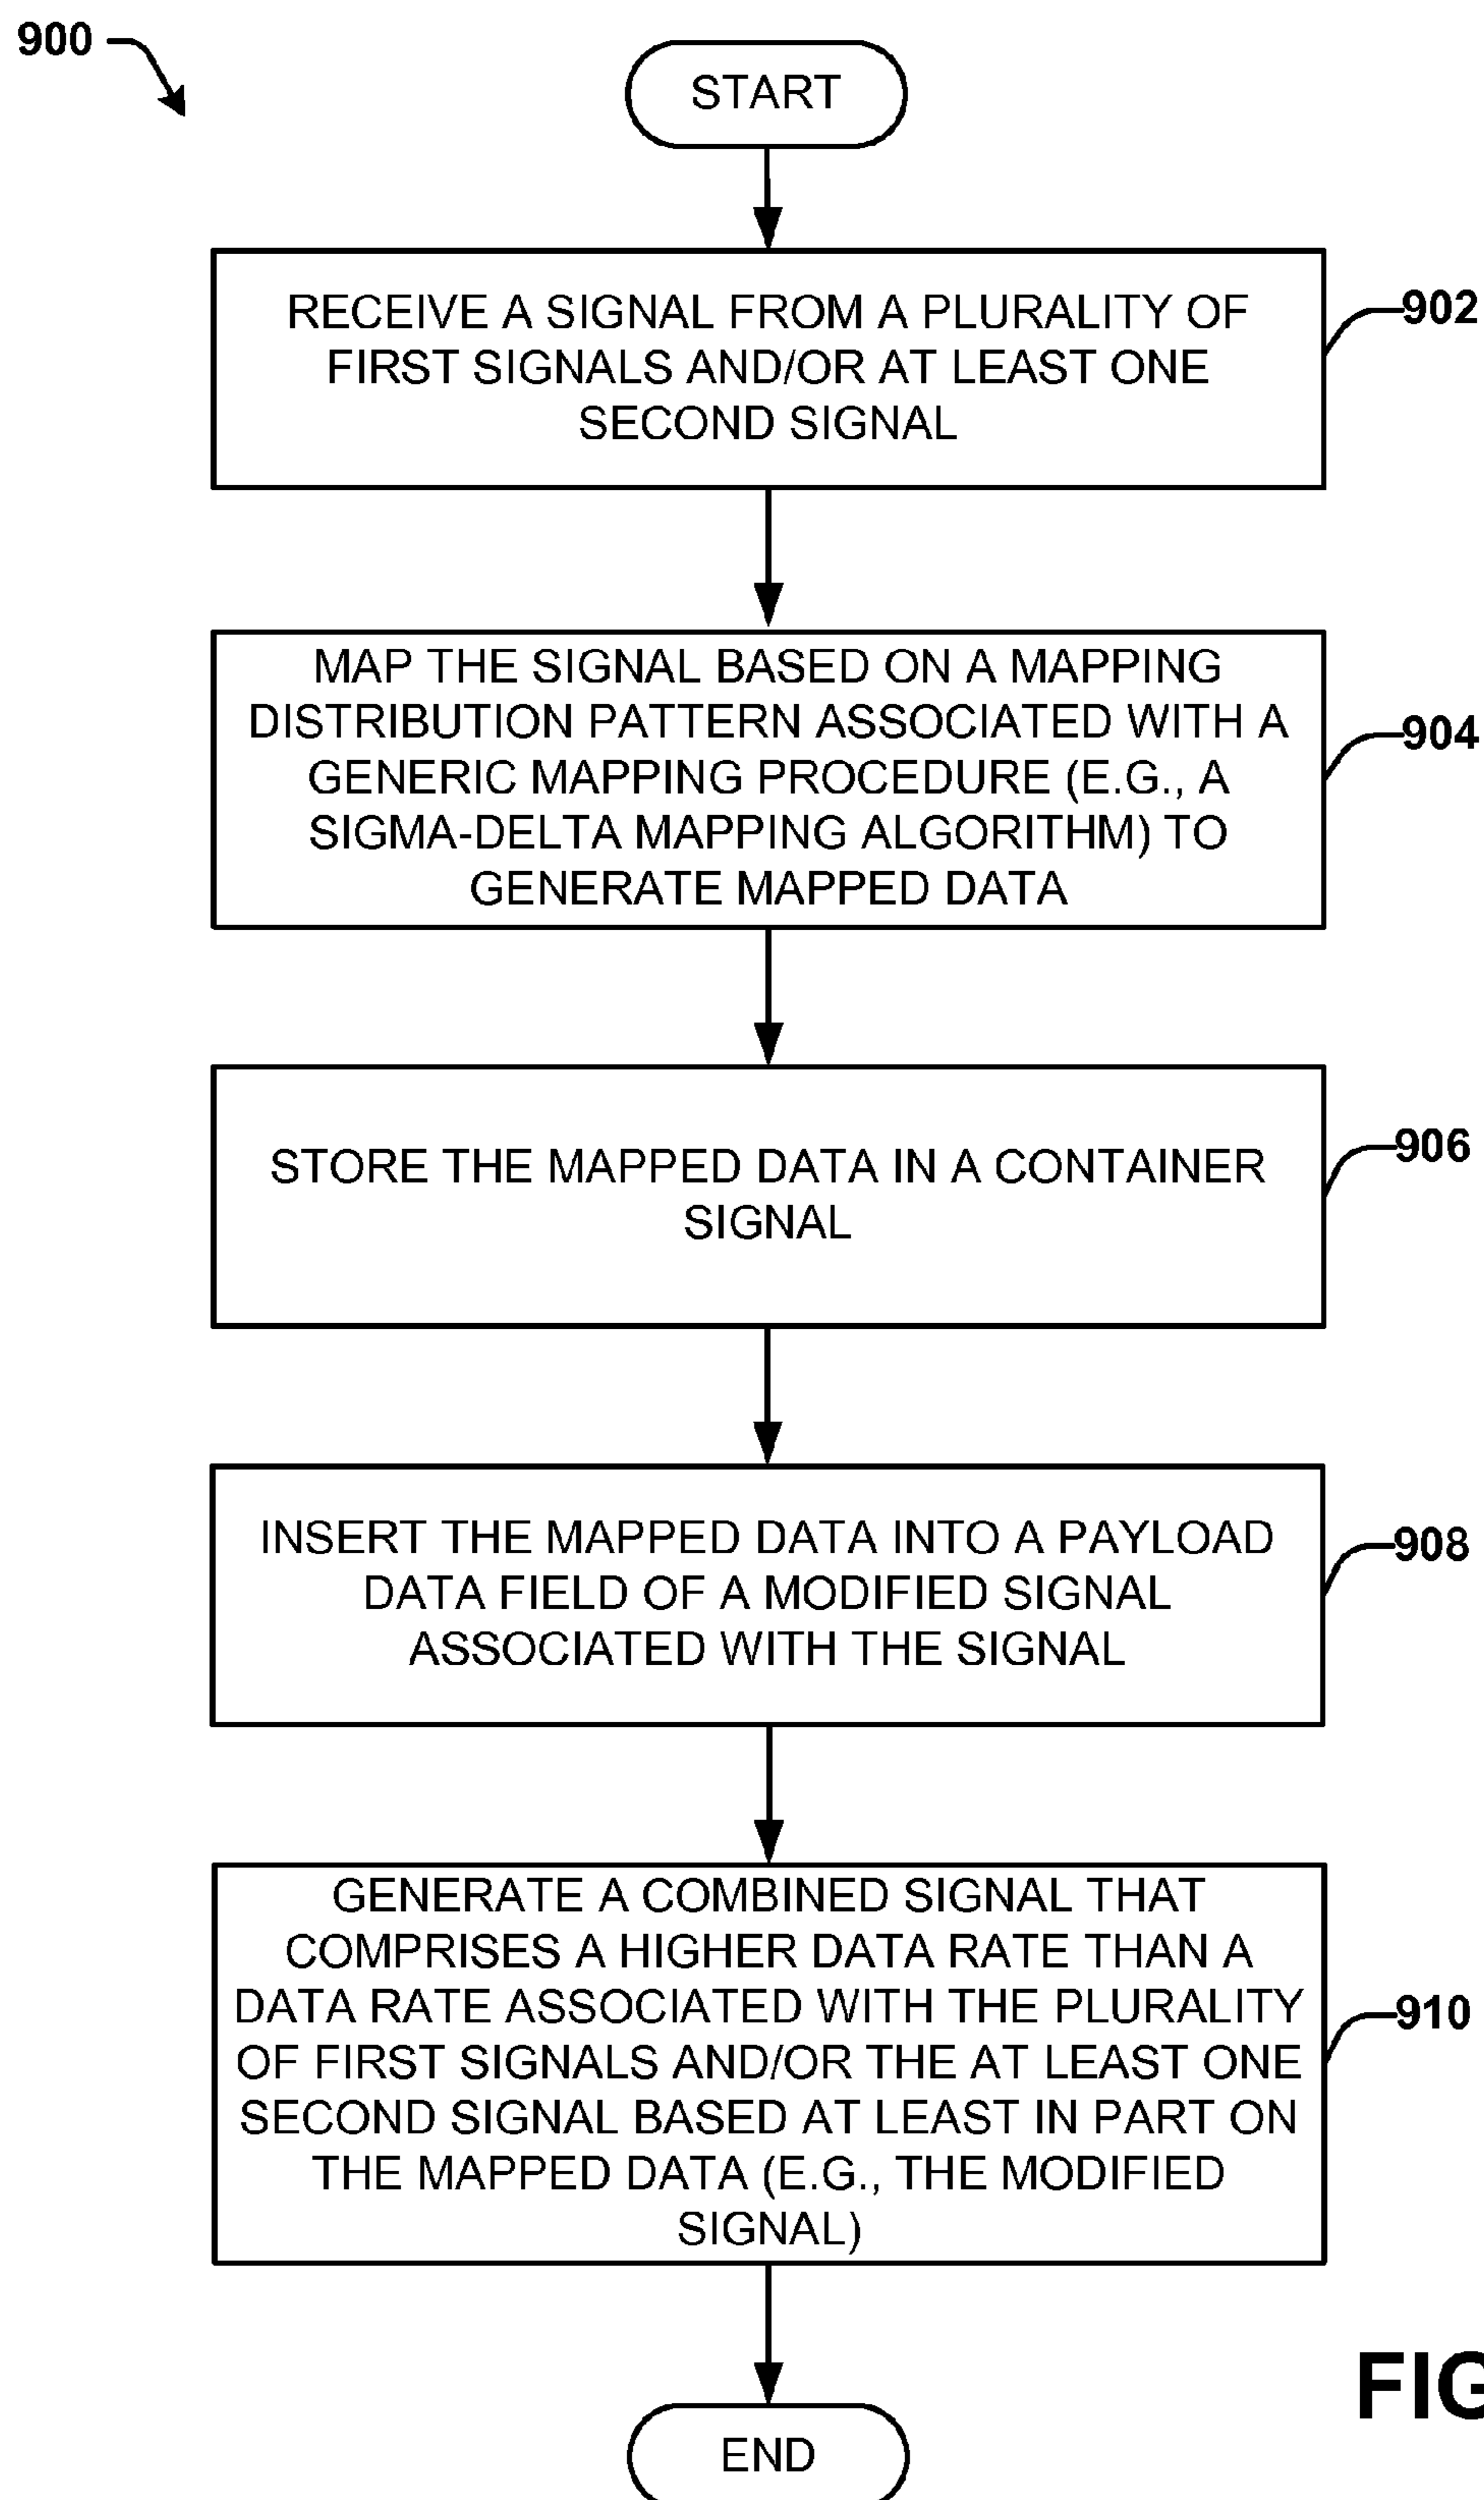 900
START
RECEIVE A SIGNAL FROM A PLURALITY OF
FIRST SIGNALS AND/OR AT LEAST ONE
SECOND SIGNAL
902
MAP THE SIGNAL BASED ON A MAPPING
DISTRIBUTION PATTERN ASSOCIATED WITH A
GENERIC MAPPING PROCEDURE (E.G., A
SIGMA-DELTA MAPPING ALGORITHM) TO
GENERATE MAPPED DATA
904
STORE THE MAPPED DATA IN A CONTAINER
SIGNAL
906
INSERT THE MAPPED DATA INTO A PAYLOAD
DATA FIELD OF A MODIFIED SIGNAL
ASSOCIATED WITH THE SIGNAL
908
GENERATE A COMBINED SIGNAL THAT
COMPRISES A HIGHER DATA RATE THAN A
DATA RATE ASSOCIATED WITH THE PLURALITY
OF FIRST SIGNALS AND/OR THE AT LEAST ONE
SECOND SIGNAL BASED AT LEAST IN PART ON
THE MAPPED DATA (E.G., THE MODIFIED
SIGNAL)
910
FIG
END